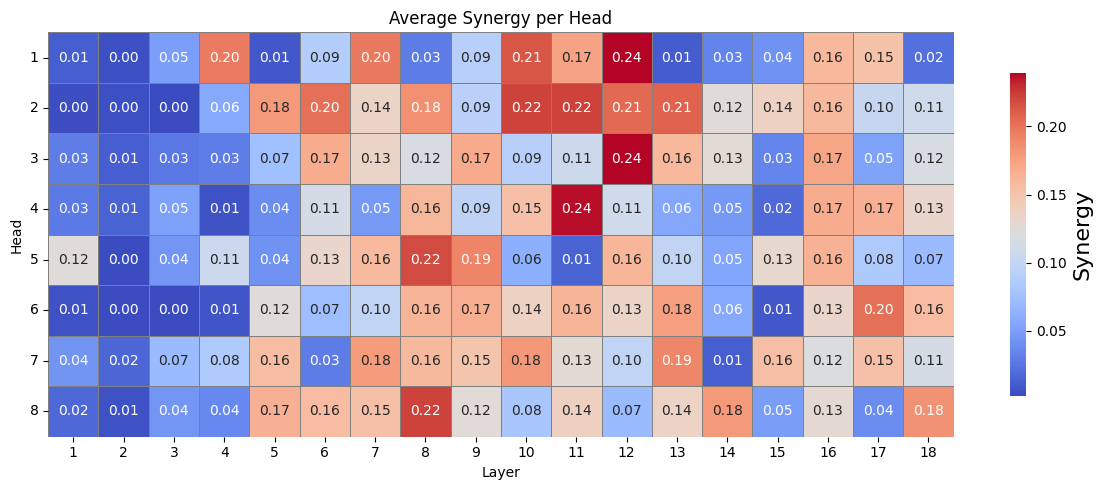 Average Synergy per Head
1 0.01 0.00 0.05 0.20 0.01 0.09 0.20 0.03 0.09 0.21 0.17 0.24 0.01 0.03 0.04 0.16 0.15 0.02
2 0.00 0.00 0.00 0.06 0.18 0.20 0.14 0.18 0.09 0.22 0.22 0.21 0.21 0.12 0.14 0.16 0.10 0.11
3 0.03 0.01 0.03 0.03 0.07 0.17 0.13 0.12 0.17 0.09 0.11 0.24 0.16 0.13 0.03 0.17 0.05 0.12
4 0.03 0.01 0.05 0.01 0.04 0.11 0.05 0.16 0.09 0.15 0.24 0.11 0.06 0.05 0.02 0.17 0.17 0.13
5 0.12 0.00 0.04 0.11 0.04 0.13 0.16 0.22 0.19 0.06 0.01 0.16 0.10 0.05 0.13 0.16 0.08 0.07
6 0.01 0.00 0.00 0.01 0.12 0.07 0.10 0.16 0.17 0.14 0.16 0.13 0.18 0.06 0.01 0.13 0.20 0.16
7 0.04 0.02 0.07 0.08 0.16 0.03 0.18 0.16 0.15 0.18 0.13 0.10 0.19 0.01 0.16 0.12 0.15 0.11
8 0.02 0.01 0.04 0.04 0.17 0.16 0.15 0.22 0.12 0.08 0.14 0.07 0.14 0.18 0.05 0.13 0.04 0.18
1 2 3 4 5 6 7 8 9 10 11 12 13 14 15 16 17 18
Layer
Head
0.20
0.15
0.10
0.05
Synergy